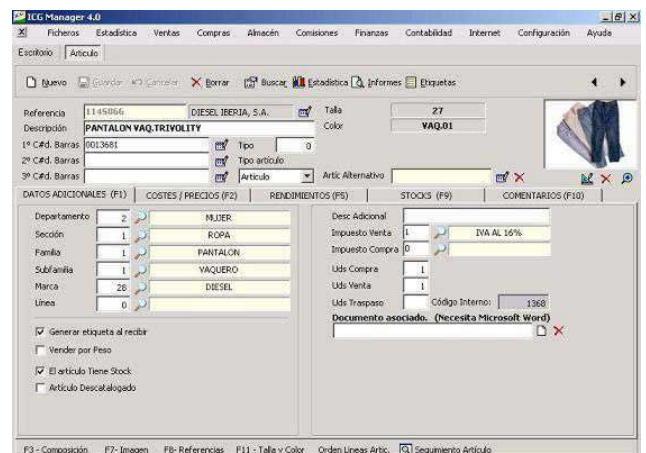 ICG Manager 4.0
X Ficheros Estadística Ventas Compras Almacén Comisiones Finanzas Contabilidad Internet Configuración Ayuda
Escritorio Artículo
Nuevo Guardar Cancelar Borrar Buscar Estadística Informes Etiquetas
Referencia 1145066 DIESEL IBERIA, S.A. Talla 27
Descripción PANTALON VAQ.TRIVOLITY Color VAQ.01
1º C#d. Barras 0013681 Tipo 0
2º C#d. Barras Tipo artículo
3º C#d. Barras Artículo Artíc Alternativo
DATOS ADICIONALES (F1) COSTES / PRECIOS (F2) RENDIMIENTOS (F5) STOCKS (F9) COMENTARIOS (F10)
Departamento 2 MUJER Desc Adicional
Sección 1 ROPA Impuesto Venta 1 IVA AL 16%
Familia 1 PANTALON Impuesto Compra 0
Subfamilia 1 VAQUERO Uds Compra 1
Marca 28 DIESEL Uds Venta 1
Línea 0 Uds Traspaso Código Interno: 1368
Documento asociado. (Necesita Microsoft Word)
Generar etiqueta al recibir
Vender por Peso
El artículo Tiene Stock
Artículo Descatalogado
F3 - Composición F7- Imagen F8- Referencias F11 - Talla y Color Orden Lineas Artic. Seguimiento Artículo